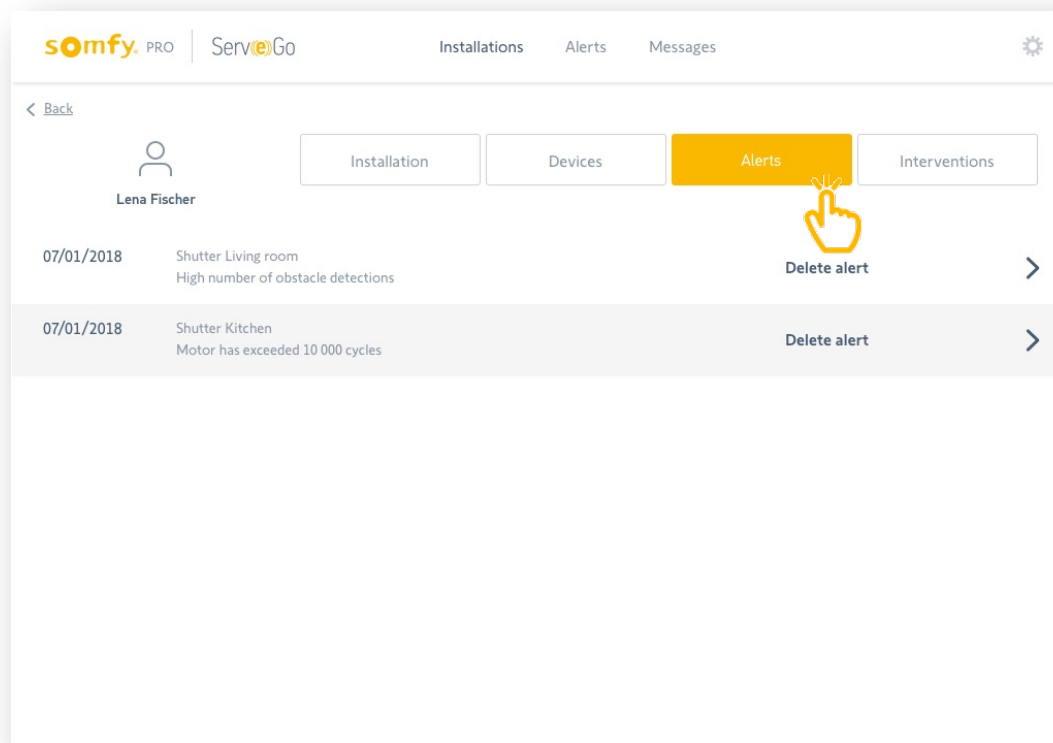 somfy. PRO Serv(e)Go Installations Alerts Messages
Back
Installation Devices Alerts Interventions
Lena Fischer
07/01/2018 Shutter Living room
High number of obstacle detections
Delete alert
07/01/2018 Shutter Kitchen
Motor has exceeded 10 000 cycles
Delete alert